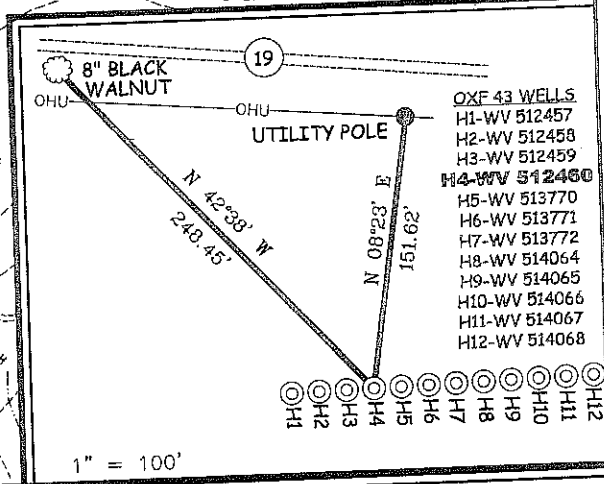 19
8" BLACK
WALNUT
OHU
OHU
UTILITY POLE
N 42°38' W
248.45'
N 08°23' E
151.62'
OXF 43 WELLS
H1-WV 512457
H2-WV 512458
H3-WV 512459
H4-WV 512460
H5-WV 513770
H6-WV 513771
H7-WV 513772
H8-WV 514064
H9-WV 514065
H10-WV 514066
H11-WV 514067
H12-WV 514068
H1
H2
H3
H4
H5
H6
H7
H8
H9
H10
H11
H12
1" = 100'